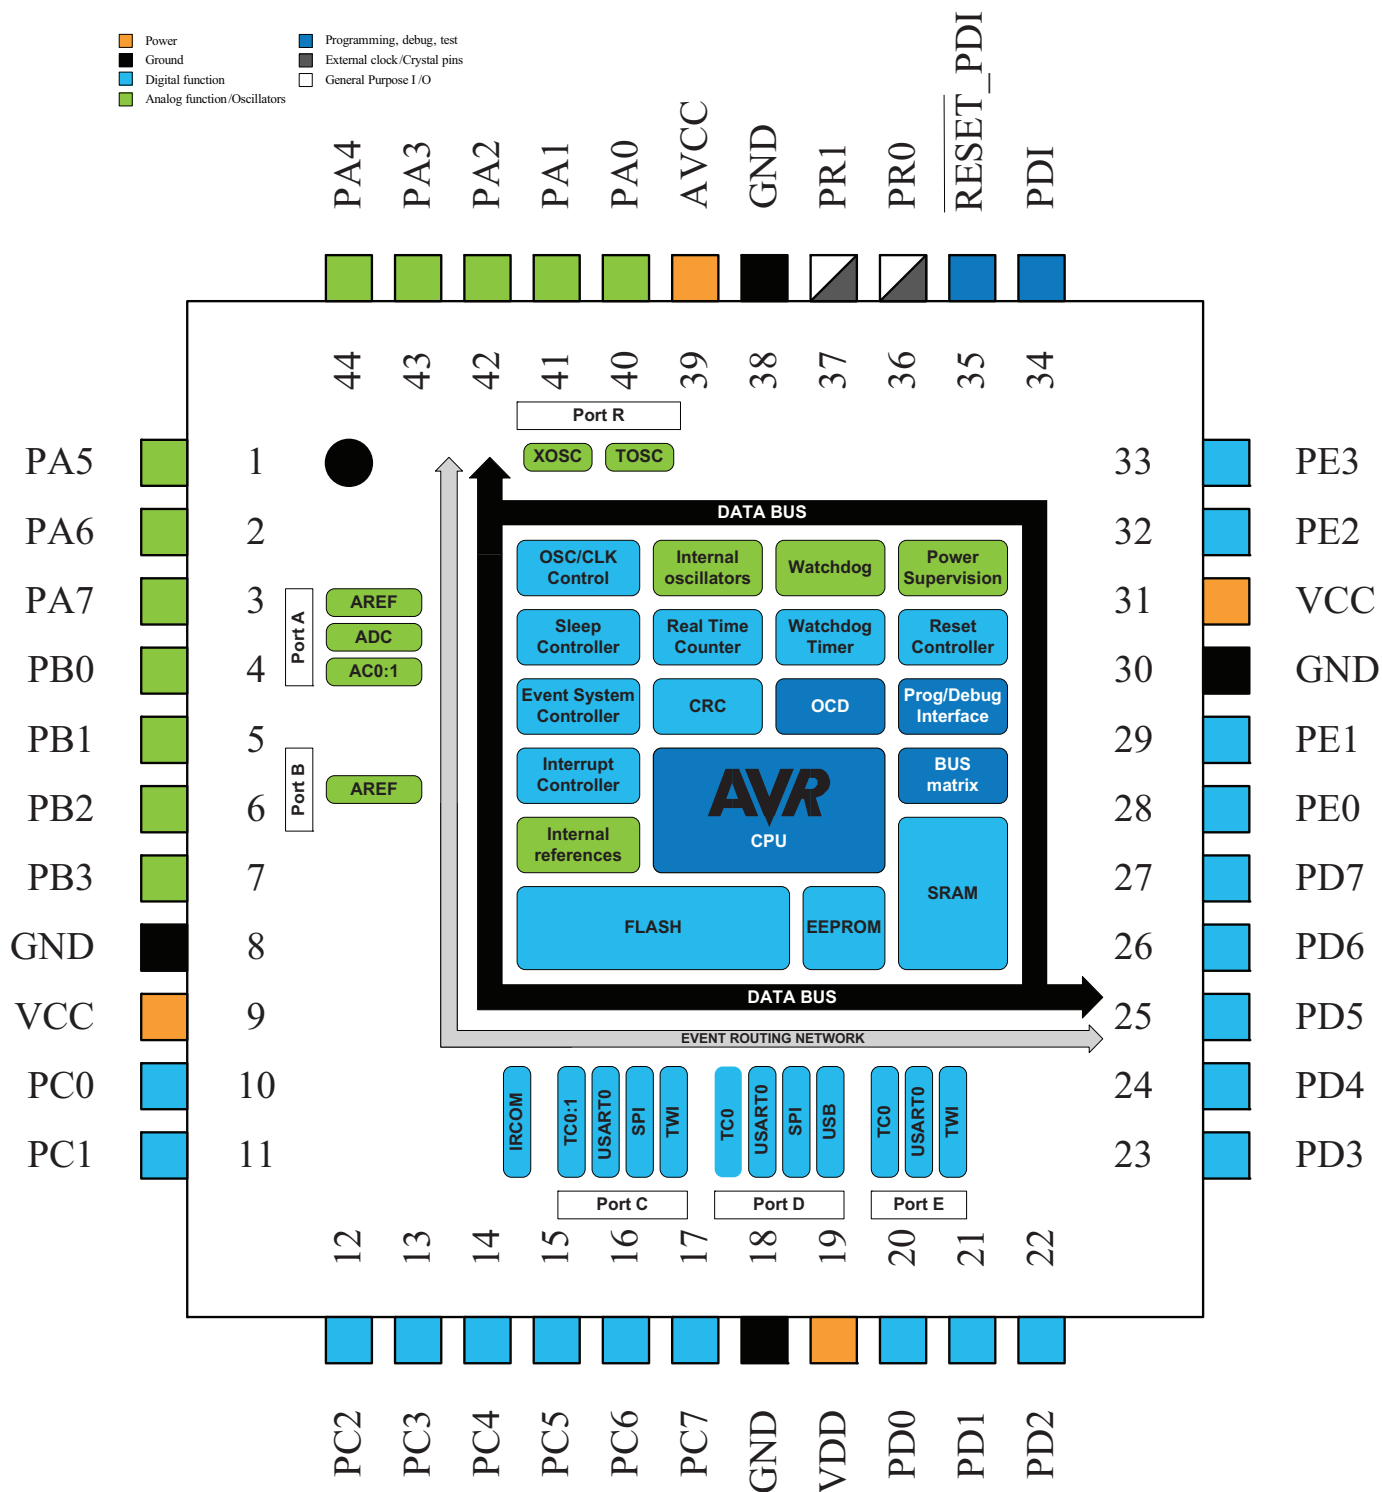 Power
Ground
Digital function
Analog function/Oscillators
Programming, debug, test
External clock/Crystal pins
General Purpose I/O
PA4
PA3
PA2
PA1
PA0
AVCC
GND
PR1
PR0
RESET_PDI
PDI
44
43
42
41
40
39
38
37
36
35
34
PA5
PA6
PA7
PB0
PB1
PB2
PB3
GND
VCC
PC0
PC1
1
2
3
4
5
6
7
8
9
10
11
Port R
XOSC
TOSC
Port A
AREF
ADC
AC0:1
Port B
AREF
DATA BUS
OSC/CLK
Control
Internal
oscillators
Watchdog
Power
Supervision
Sleep
Controller
Real Time
Counter
Watchdog
Timer
Reset
Controller
Event System
Controller
CRC
OCD
Prog/Debug
Interface
Interrupt
Controller
AVR
CPU
BUS
matrix
Internal
references
SRAM
FLASH
EEPROM
DATA BUS
EVENT ROUTING NETWORK
IRCOM
TC0:1
USART0
SPI
TWI
TC0
USART0
SPI
USB
TC0
USART0
TWI
Port C
Port D
Port E
33
32
31
30
29
28
27
26
25
24
23
PE3
PE2
VCC
GND
PE1
PE0
PD7
PD6
PD5
PD4
PD3
12
13
14
15
16
17
18
19
20
21
22
PC2
PC3
PC4
PC5
PC6
PC7
GND
VDD
PD0
PD1
PD2